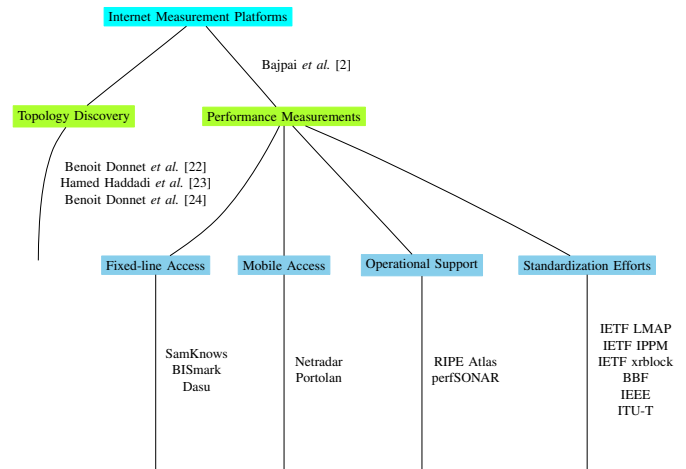 Internet Measurement Platforms
Bajpai et al. [2]
Topology Discovery
Performance Measurements
Benoit Donnet et al. [22]
Hamed Haddadi et al. [23]
Benoit Donnet et al. [24]
Fixed-line Access
Mobile Access
Operational Support
Standardization Efforts
SamKnows
BISmark
Dasu
Netradar
Portolan
RIPE Atlas
perfSONAR
IETF LMAP
IETF IPPM
IETF xrblock
BBF
IEEE
ITU-T